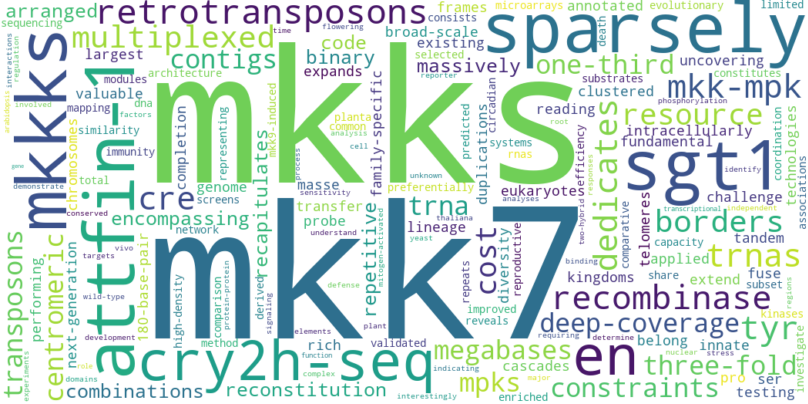 arranged
retrotransposons
frames
microarrays
annotated
evolutionary
limited
sequencing
multiplexed
time
flowering
consists
broad-scale
death
sparsely
largest
contigs
code
existing
selected
one-third
uncovering
architecture
binary
cell
reporter
massively
clustered
substrates
constitutes
mkkks
modules
valuable
expands
mkks
mkk-mpk
interactions
regulation
mapping
dna
factors
completion
representing
screens
mkk9-induced
family-specific
planta
common
analysis
predicted
circadian
reading
phosphorylation
resource
technologies
coordination
similarity
duplications
unknown
systems
rnas
root
intracellularly
fundamental
arabidopsis
involved
immunity
chromosomes
atftfin-1
recapitulates
masse
process
sensitivity
preferentially
eukaryotes
efficiency
dedicates
sgt1
identify
gene
total
demonstrate
genome
cre
transfer
probe
trna
lineage
responses
analyses
challenge
associations
conserved
encompassing
network
understand
yeast
thaliana
two-hybrid
binding
comparative
borders
telomeres
tandem
transcriptional
independent
transposons
performing
centromeric
next-generation
180-base-pair
vivo
targets
wild-type
high-density
comparison
protein-protein
derived
repetitive
elements
mitogen-activated
defense
mkk7
cost
diversity
reproductive
repeats
kingdoms
applied
capacity
share
trnas
extend
fuse
subset
recombinase
deep-coverage
tyr
development
method
rich
signaling
plant
requiring
improved
reveals
belong
innate
kinases
regions
experiments
domains
role
cry2h-seq
validated
indicating
function
complex
megabases
cascades
en
determine
nuclear
stress
three-fold
investigate
combinations
reconstitution
interestingly
mpks
enriched
major
constraints
pro
ser
testing